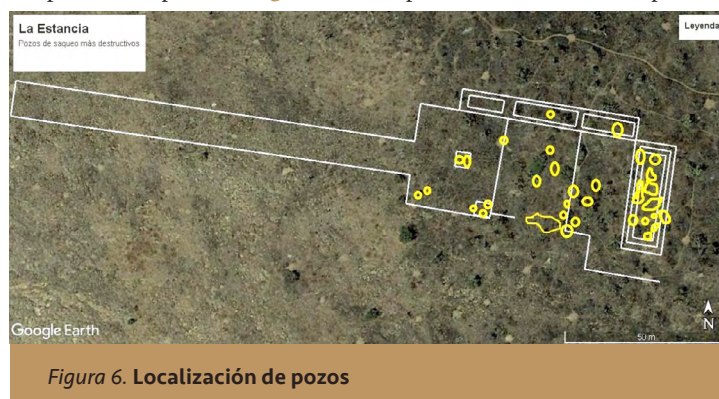 La Estancia
Pozos de saqueo más destructivos
Leyenda
Google Earth
N
50 m
Figura 6. Localización de pozos